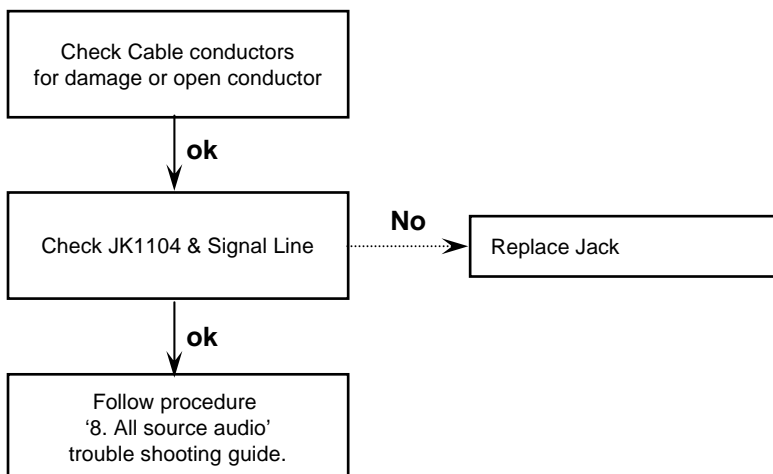 Check Cable conductors
for damage or open conductor
ok
Check JK1104 & Signal Line
No
Replace Jack
ok
Follow procedure
‘8. All source audio’
trouble shooting guide.